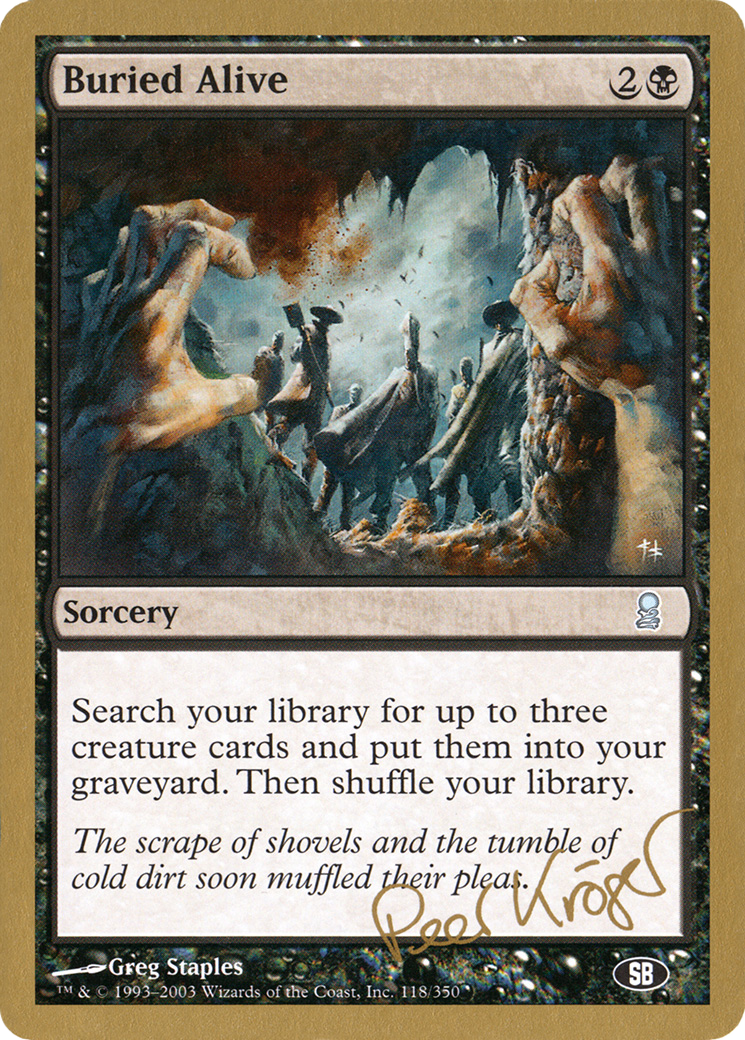 Buried Alive 2
Sorcery
Search your library for up to three
creature cards and put them into your
graveyard. Then shuffle your library.
The scrape of shovels and the tumble of
cold dirt soon muffled their pleas.
Peer Kröger
Greg Staples
SB
™ & © 1993–2003 Wizards of the Coast, Inc. 118/350